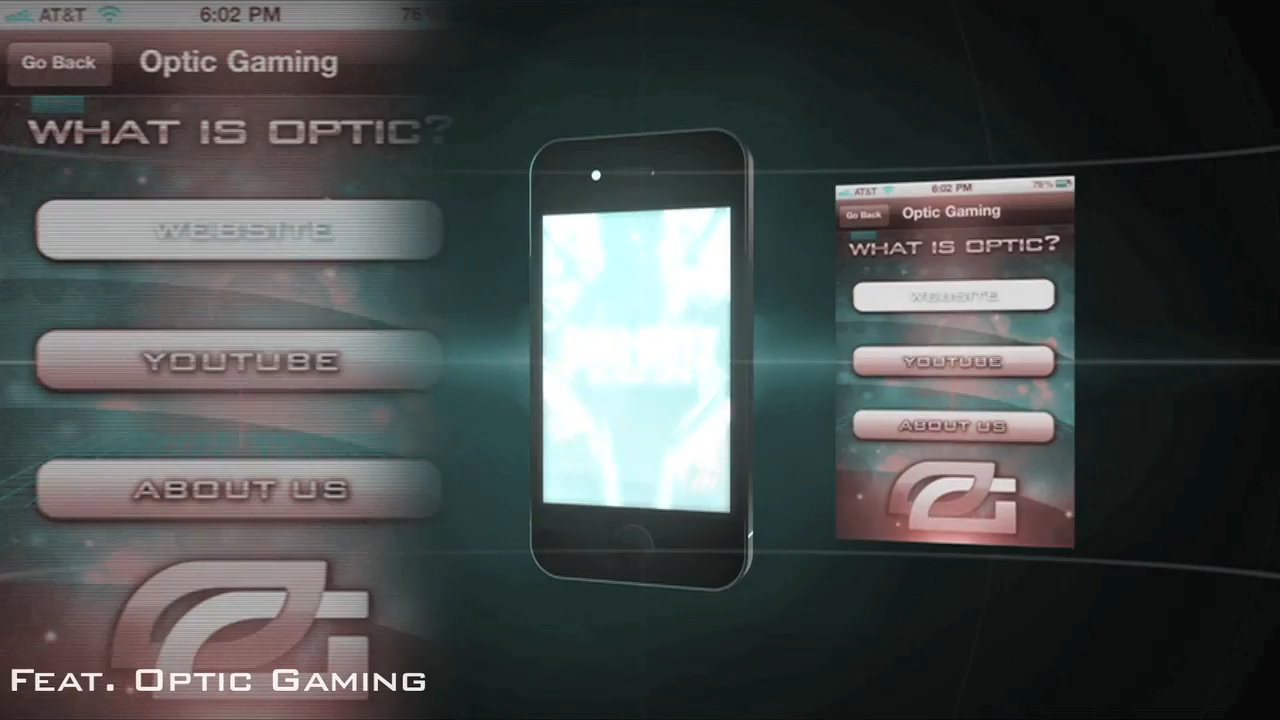 AT&T 6:02 PM 76%
Go Back Optic Gaming
WHAT IS OPTIC?
WEBSITE
YOUTUBE
ABOUT US
FEAT. OPTIC GAMING
AT&T 6:02 PM 76%
Go Back Optic Gaming
WHAT IS OPTIC?
WEBSITE
YOUTUBE
ABOUT US